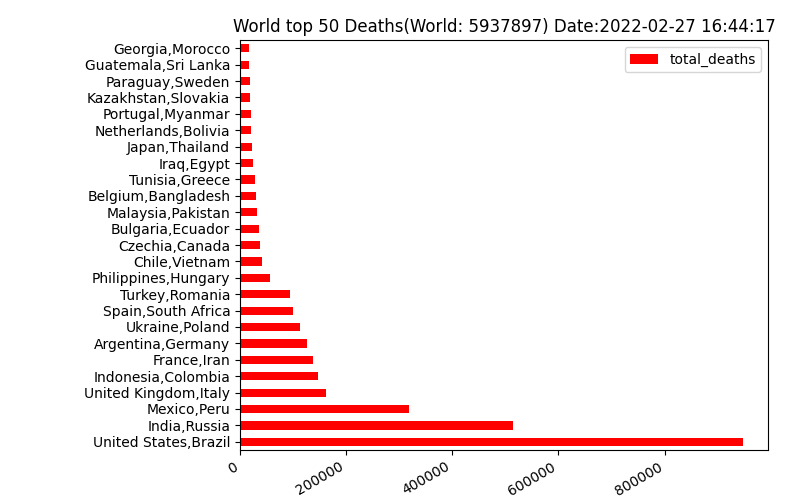 World top 50 Deaths(World: 5937897) Date:2022-02-27 16:44:17
total_deaths
Georgia,Morocco
Guatemala,Sri Lanka
Paraguay,Sweden
Kazakhstan,Slovakia
Portugal,Myanmar
Netherlands,Bolivia
Japan,Thailand
Iraq,Egypt
Tunisia,Greece
Belgium,Bangladesh
Malaysia,Pakistan
Bulgaria,Ecuador
Czechia,Canada
Chile,Vietnam
Philippines,Hungary
Turkey,Romania
Spain,South Africa
Ukraine,Poland
Argentina,Germany
France,Iran
Indonesia,Colombia
United Kingdom,Italy
Mexico,Peru
India,Russia
United States,Brazil
0 200000 400000 600000 800000